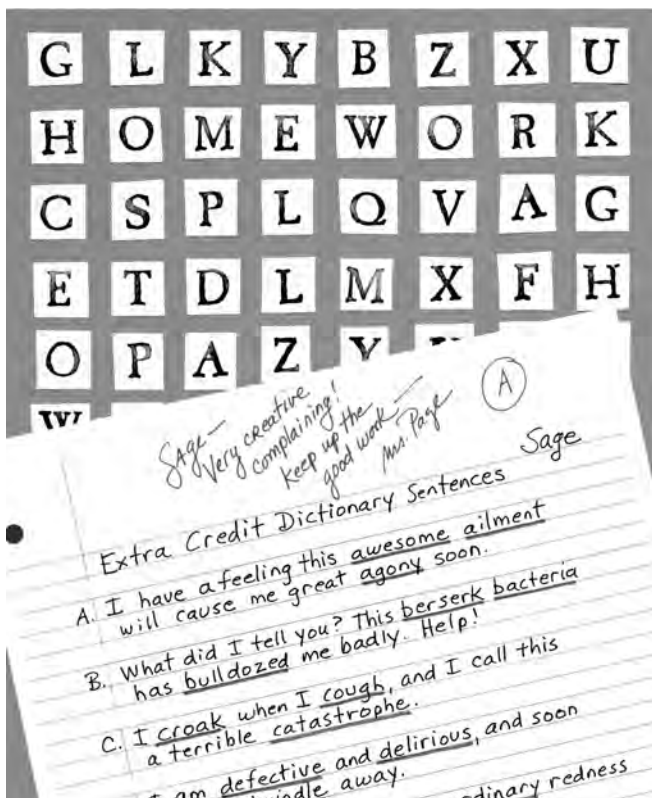 G L K Y B Z X U
H O M E W O R K
C S P L Q V A G
E T D L M X F H
O P A Z Y
W
Sage—
Very creative
complaining!
Keep up the
good work—
Mrs. Page
A
Sage
Extra Credit Dictionary Sentences
A. I have a feeling this awesome ailment
will cause me great agony soon.
B. What did I tell you? This berserk bacteria
has bulldozed me badly. Help!
C. I croak when I cough, and I call this
a terrible catastrophe.
am defective and delirious, and soon
away.
redness